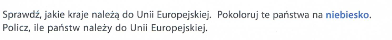 Sprawdź, jakie kraje należą do Unii Europejskiej. Pokoloruj te państwa na niebiesko.
Policz, ile państw należy do Unii Europejskiej.